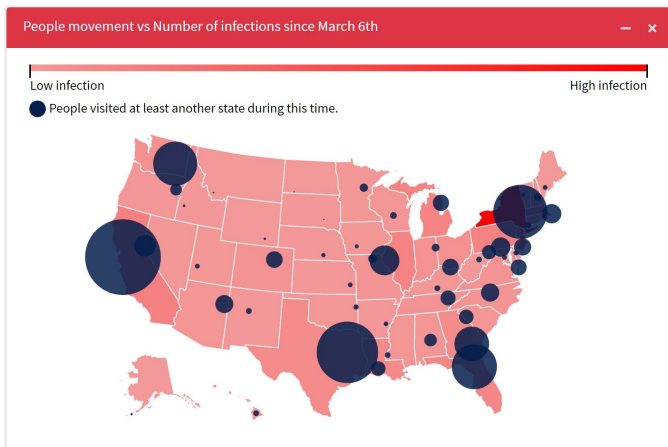 People movement vs Number of infections since March 6th
Low infection
High infection
People visited at least another state during this time.